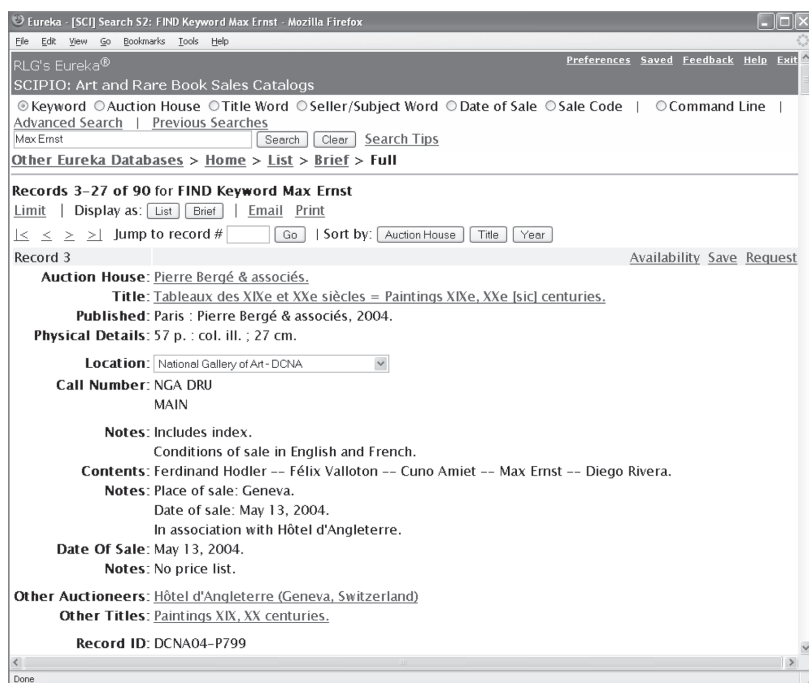 Eureka - [SCI] Search S2: FIND Keyword Max Ernst - Mozilla Firefox
File Edit View Go Bookmarks Tools Help
RLG's Eureka® Preferences Saved Feedback Help Exit
SCIPIO: Art and Rare Book Sales Catalogs
Keyword Auction House Title Word Seller/Subject Word Date of Sale Sale Code | Command Line |
Advanced Search | Previous Searches
Max Ernst Search Clear Search Tips
Other Eureka Databases > Home > List > Brief > Full
Records 3-27 of 90 for FIND Keyword Max Ernst
Limit | Display as: List Brief | Email Print
|< < > >| Jump to record # Go | Sort by: Auction House Title Year
Record 3 Availability Save Request
Auction House: Pierre Bergé & associés.
Title: Tableaux des XIXe et XXe siècles = Paintings XIXe, XXe [sic] centuries.
Published: Paris : Pierre Bergé & associés, 2004.
Physical Details: 57 p. : col. ill. ; 27 cm.
Location: National Gallery of Art - DCNA
Call Number: NGA DRU
MAIN
Notes: Includes index.
Conditions of sale in English and French.
Contents: Ferdinand Hodler -- Félix Valloton -- Cuno Amiet -- Max Ernst -- Diego Rivera.
Notes: Place of sale: Geneva.
Date of sale: May 13, 2004.
In association with Hôtel d'Angleterre.
Date Of Sale: May 13, 2004.
Notes: No price list.
Other Auctioneers: Hôtel d'Angleterre (Geneva, Switzerland)
Other Titles: Paintings XIX, XX centuries.
Record ID: DCNA04-P799
Done